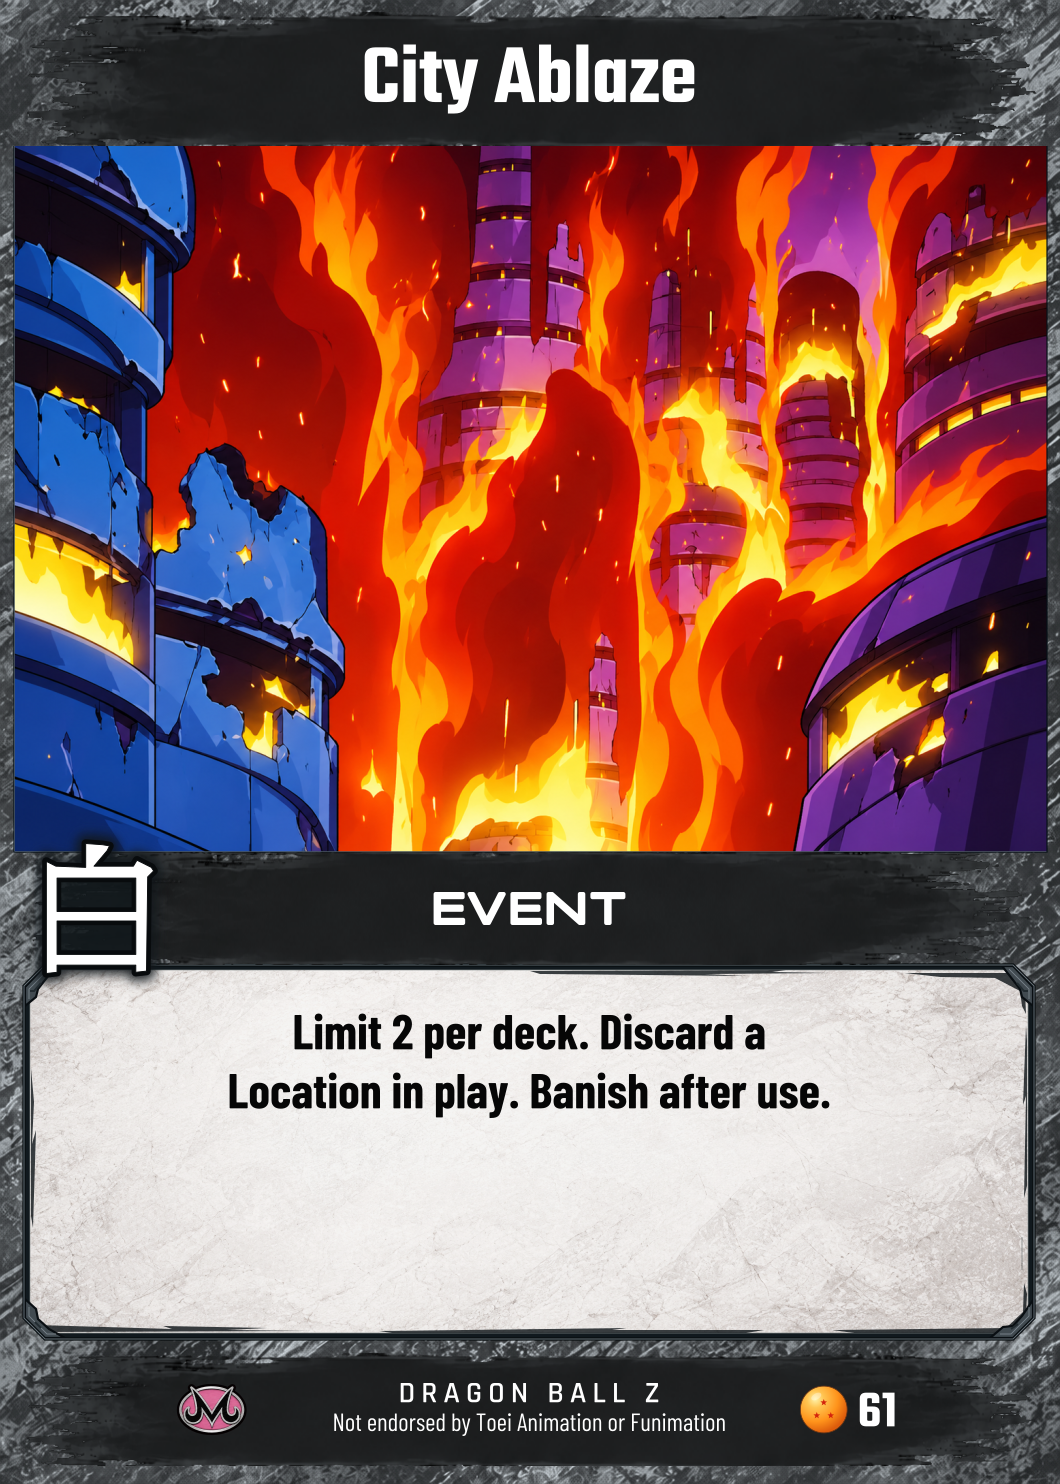 City Ablaze
白
EVENT
Limit 2 per deck. Discard a
Location in play. Banish after use.
DRAGON BALL Z
Not endorsed by Toei Animation or Funimation
61